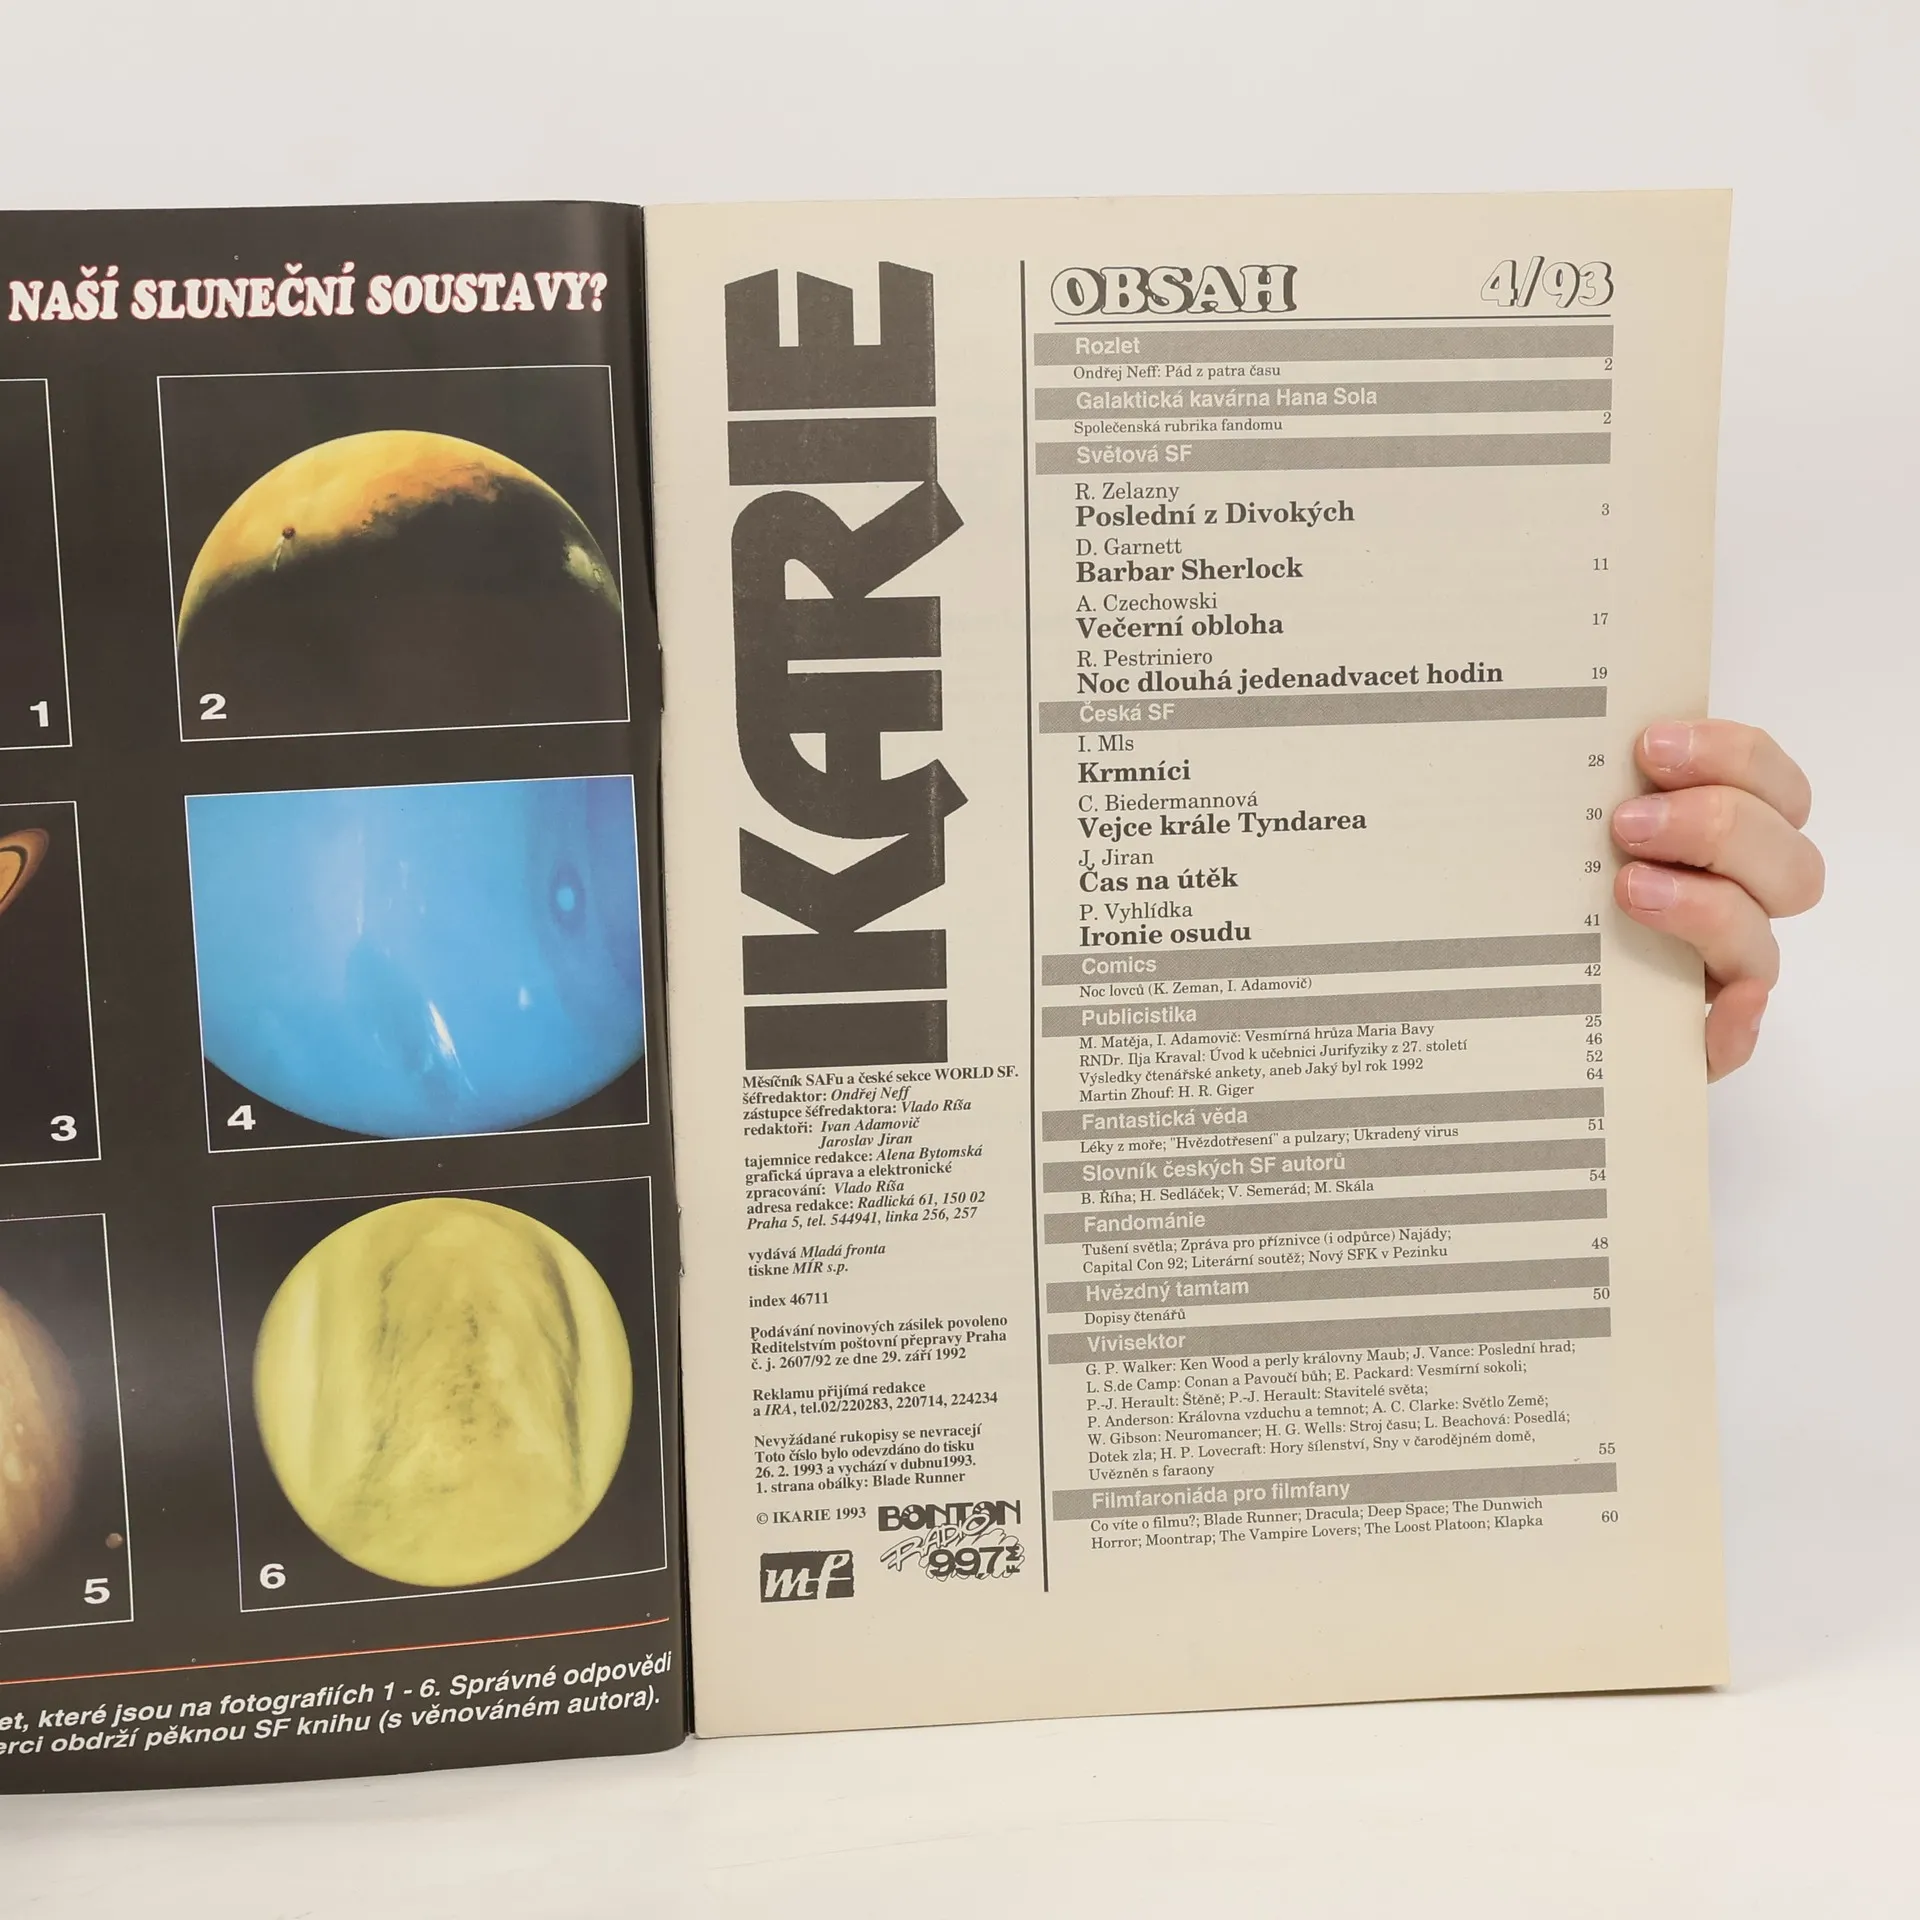 NAŠÍ SLUNEČNÍ SOUSTAVY?
1
2
3
4
5
6
et, které jsou na fotografiích 1 - 6. Správné odpovědi
erci obdrží pěknou SF knihu (s věnováném autora).
IKARIE
Měsíčník SAFu a české sekce WORLD SF.
šéfredaktor: Ondřej Neff
zástupce šéfredaktora: Vlado Ríša
redaktoři: Ivan Adamovič
Jaroslav Jiran
tajemnice redakce: Alena Bytomská
grafická úprava a elektronické
zpracování: Vlado Ríša
adresa redakce: Radlická 61, 150 02
Praha 5, tel. 544941, linka 256, 257
vydává Mladá fronta
tiskne MÍR s.p.
index 46711
Podávání novinových zásilek povoleno
Ředitelstvím poštovní přepravy Praha
č. j. 2607/92 ze dne 29. září 1992
Reklamu přijímá redakce
a IRA, tel.02/220283, 220714, 224234
Nevyžádané rukopisy se nevracejí
Toto číslo bylo odevzdáno do tisku
26. 2. 1993 a vychází v dubnu1993.
1. strana obálky: Blade Runner
© IKARIE 1993
BONTON
RADIO
99.7 FM
mf
OBSAH 4/93
Rozlet
Ondřej Neff: Pád z patra času 2
Galaktická kavárna Hana Sola
Společenská rubrika fandomu 2
Světová SF
R. Zelazny
Poslední z Divokých 3
D. Garnett
Barbar Sherlock 11
A. Czechowski
Večerní obloha 17
R. Pestriniero
Noc dlouhá jedenadvacet hodin 19
Česká SF
I. Mls
Krmníci 28
C. Biedermannová
Vejce krále Tyndarea 30
J. Jiran
Čas na útěk 39
P. Vyhlídka
Ironie osudu 41
Comics
Noc lovců (K. Zeman, I. Adamovič) 42
Publicistika
M. Matěja, I. Adamovič: Vesmírná hrůza Maria Bavy 25
RNDr. Ilja Kraval: Úvod k učebnici Jurifyziky z 27. století 46
Výsledky čtenářské ankety, aneb Jaký byl rok 1992 52
Martin Zhouf: H. R. Giger 64
Fantastická věda
Léky z moře; "Hvězdotřesení" a pulzary; Ukradený virus 51
Slovník českých SF autorů
B. Říha; H. Sedláček; V. Semerád; M. Skála 54
Fandománie
Tušení světla; Zpráva pro příznivce (i odpůrce) Najády;
Capital Con 92; Literární soutěž; Nový SFK v Pezinku 48
Hvězdný tamtam
Dopisy čtenářů 50
Vivisektor
G. P. Walker: Ken Wood a perly královny Maub; J. Vance: Poslední hrad;
L. S.de Camp: Conan a Pavoučí bůh; E. Packard: Vesmírní sokoli;
P.-J. Herault: Štěně; P.-J. Herault: Stavitelé světa;
P. Anderson: Královna vzduchu a temnot; A. C. Clarke: Světlo Země;
W. Gibson: Neuromancer; H. G. Wells: Stroj času; L. Beachová: Posedlá;
Dotek zla; H. P. Lovecraft: Hory šílenství, Sny v čarodějném domě,
Uvězněn s faraony 55
Filmfaroniáda pro filmfany
Co víte o filmu?; Blade Runner; Dracula; Deep Space; The Dunwich
Horror; Moontrap; The Vampire Lovers; The Loost Platoon; Klapka 60